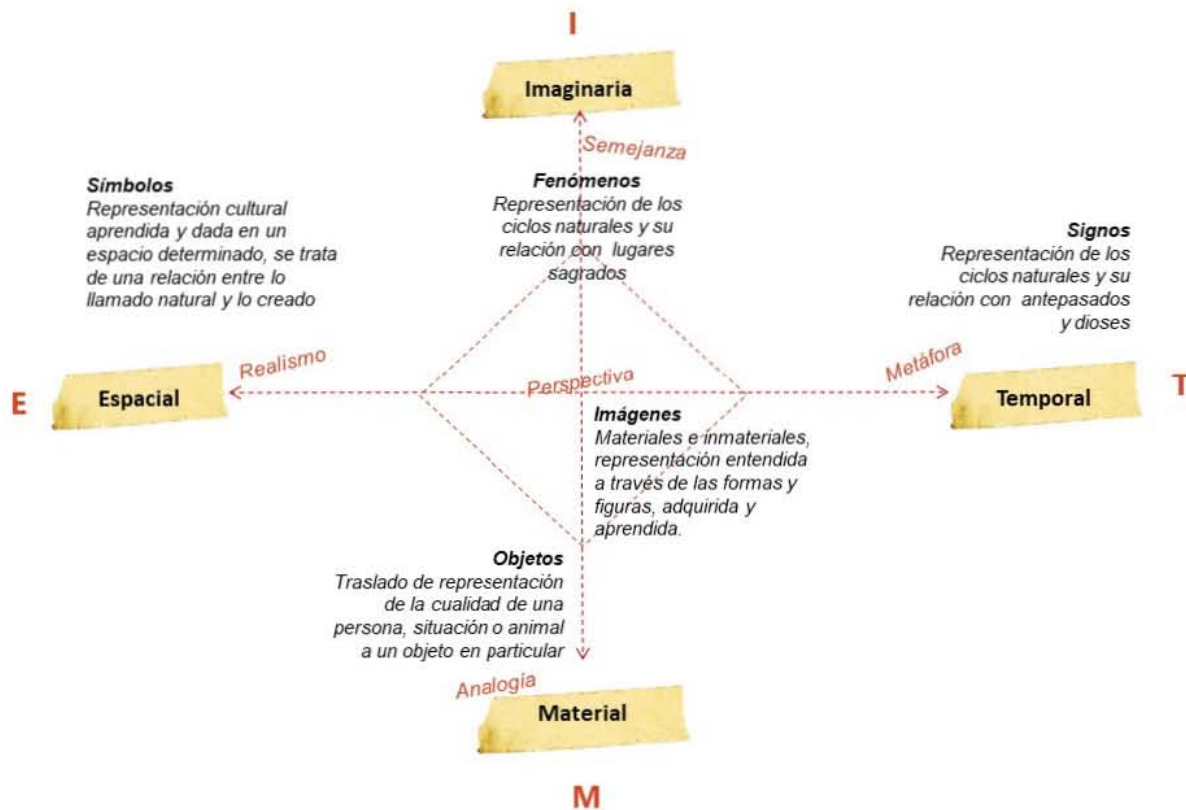 I
Imaginaria
Semejanza
Símbolos
Representación cultural
aprendida y dada en un
espacio determinado, se trata
de una relación entre lo
llamado natural y lo creado
Fenómenos
Representación de los
ciclos naturales y su
relación con lugares
sagrados
Signos
Representación de los
ciclos naturales y su
relación con antepasados
y dioses
E
Espacial
Realismo
Perspectiva
Metáfora
Temporal
T
Imágenes
Materiales e inmateriales,
representación entendida
a través de las formas y
figuras, adquirida y
aprendida.
Objetos
Traslado de representación
de la cualidad de una
persona, situación o animal
a un objeto en particular
Analogía
Material
M